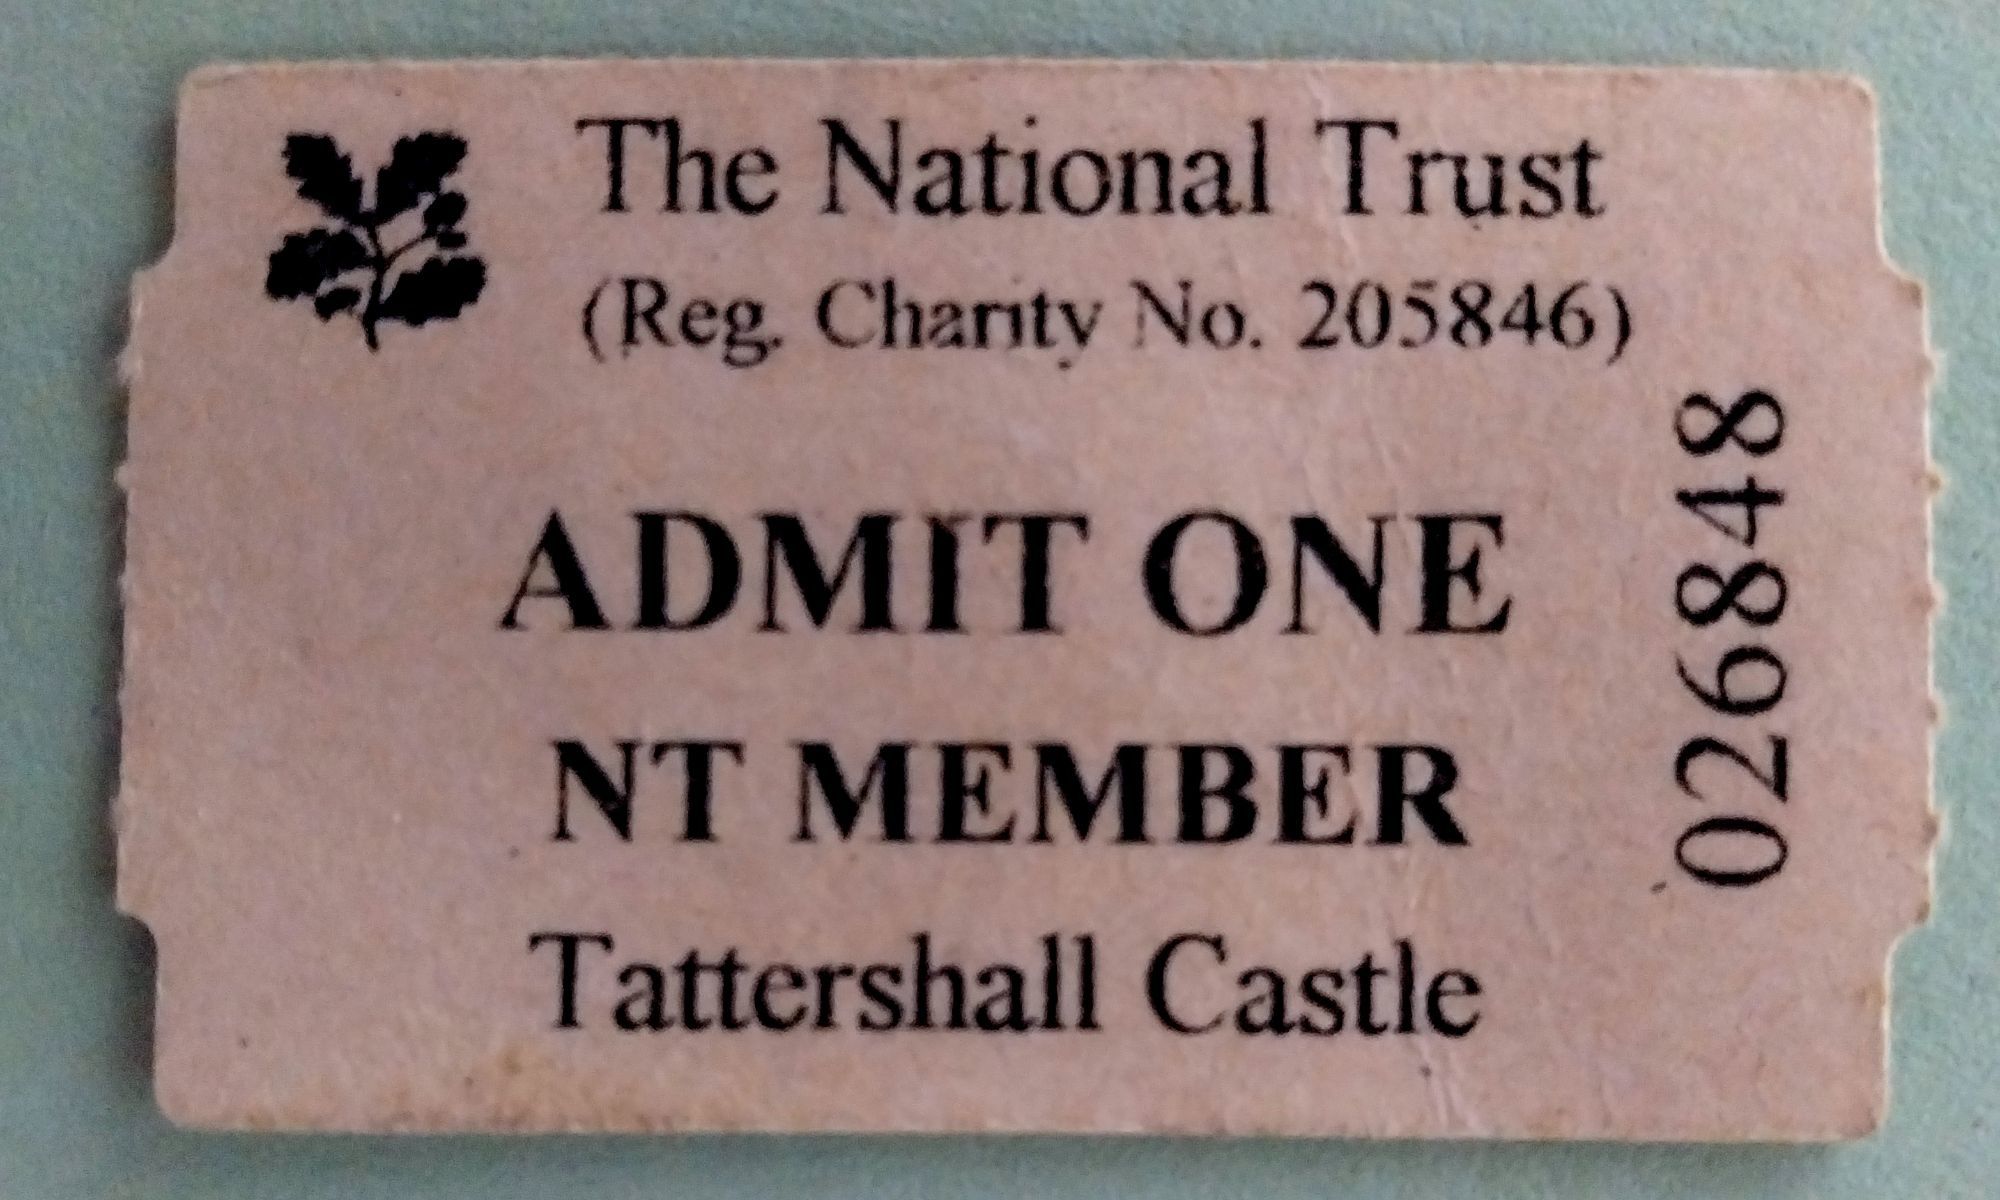 The National Trust
(Reg. Charity No. 205846)
ADMIT ONE
NT MEMBER
Tattershall Castle
026848